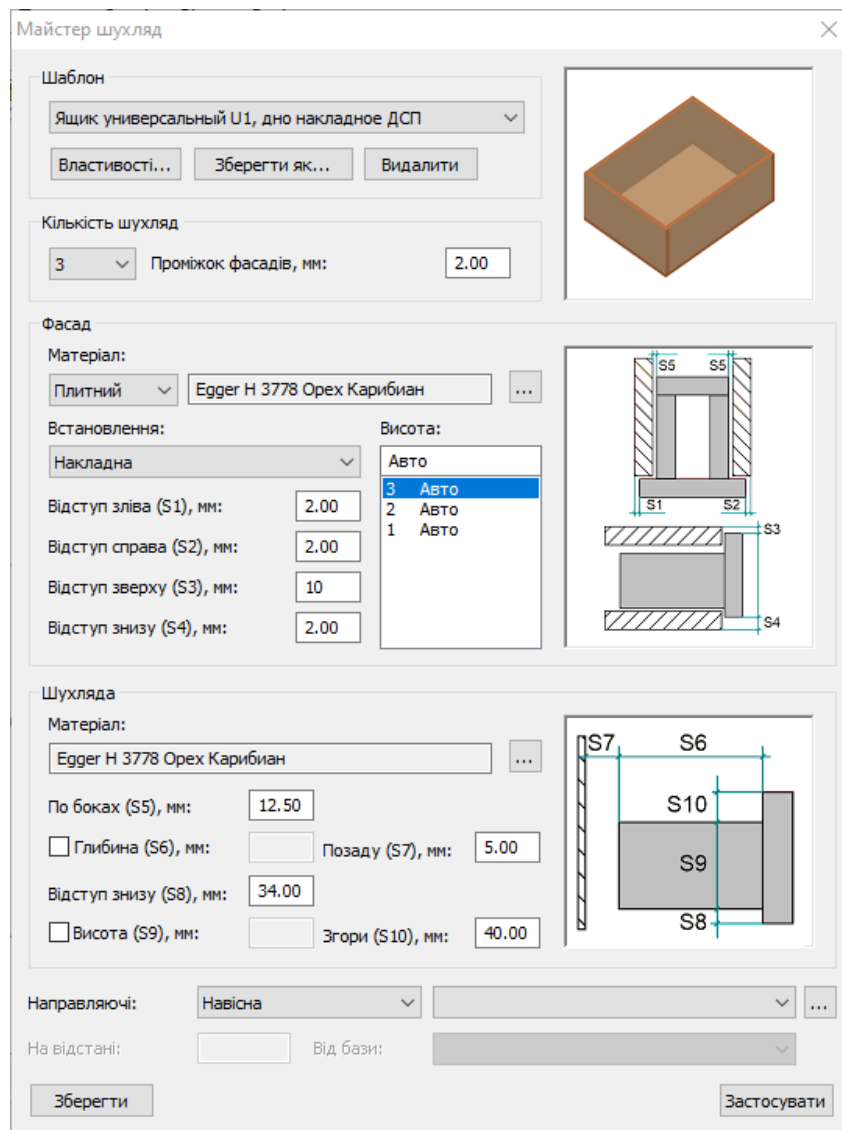 Майстер шухляд
Шаблон
Ящик универсальный U1, дно накладное ДСП
Властивості... Зберегти як... Видалити
Кількість шухляд
3 Проміжок фасадів, мм: 2.00
Фасад
Матеріал:
Плитний Egger H 3778 Орех Карибиан ...
Встановлення: Висота:
Накладна Авто
3 Авто
Відступ зліва (S1), мм: 2.00 2 Авто
1 Авто
Відступ справа (S2), мм: 2.00
Відступ зверху (S3), мм: 10
Відступ знизу (S4), мм: 2.00
S5 S5
S1 S2
S3
S4
Шухляда
Матеріал:
Egger H 3778 Орех Карибиан ...
По боках (S5), мм: 12.50
Глибина (S6), мм: Позаду (S7), мм: 5.00
Відступ знизу (S8), мм: 34.00
Висота (S9), мм: Згори (S10), мм: 40.00
S7 S6
S10
S9
S8
Направляючі: Навісна ...
На відстані: Від бази:
Зберегти Застосувати